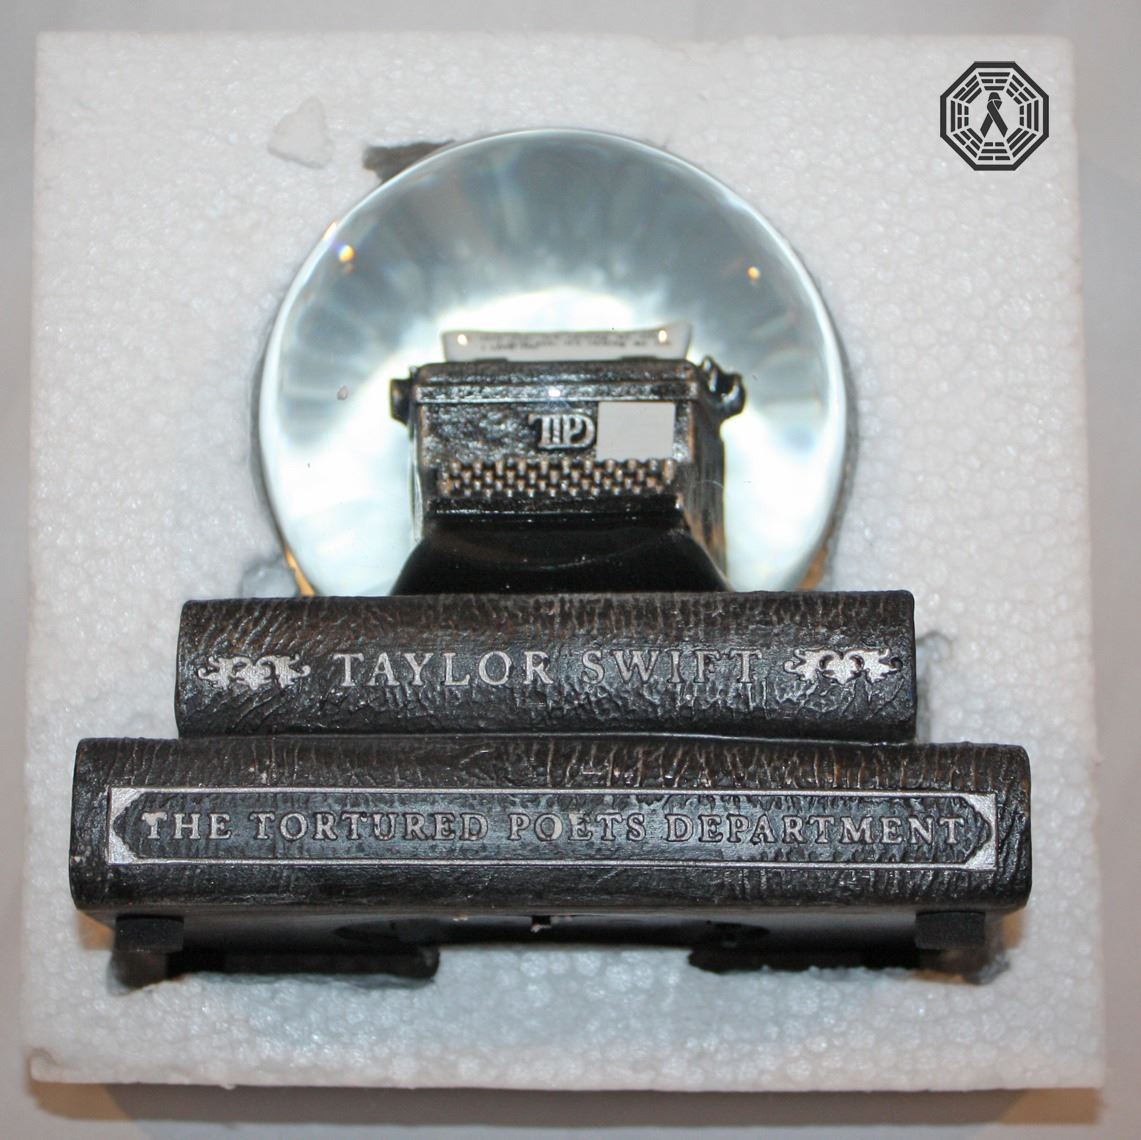 TTPD
TAYLOR SWIFT
THE TORTURED POETS DEPARTMENT